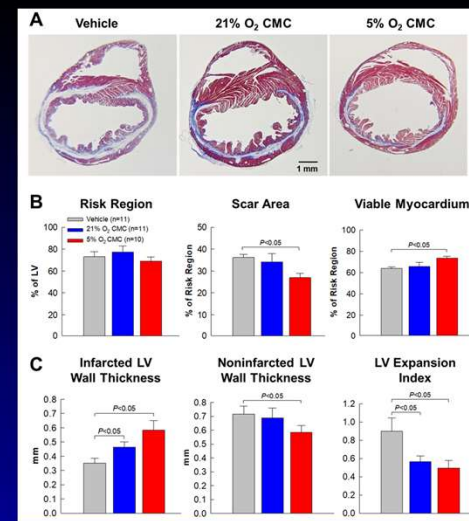 Vehicle 21% O₂ CMC 5% O₂ CMC
A
1 mm
B Risk Region Scar Area Viable Myocardium
Vehicle (n=11)
21% O₂ CMC (n=11)
5% O₂ CMC (n=10)
% of LV
100
80
60
40
20
0
% of Risk Region
50
40
30
20
10
0
P<0.05
% of Risk Region
100
80
60
40
20
0
P<0.05
C Infarcted LV Noninfarcted LV LV Expansion
Wall Thickness Wall Thickness Index
mm
0.8
0.7
0.6
0.5
0.4
0.3
0.2
0.1
0.0
P<0.05
P<0.05
mm
0.8
0.7
0.6
0.5
0.4
0.3
0.2
0.1
0.0
P<0.05
1.2
1.0
0.8
0.6
0.4
0.2
0.0
P<0.05
P<0.05